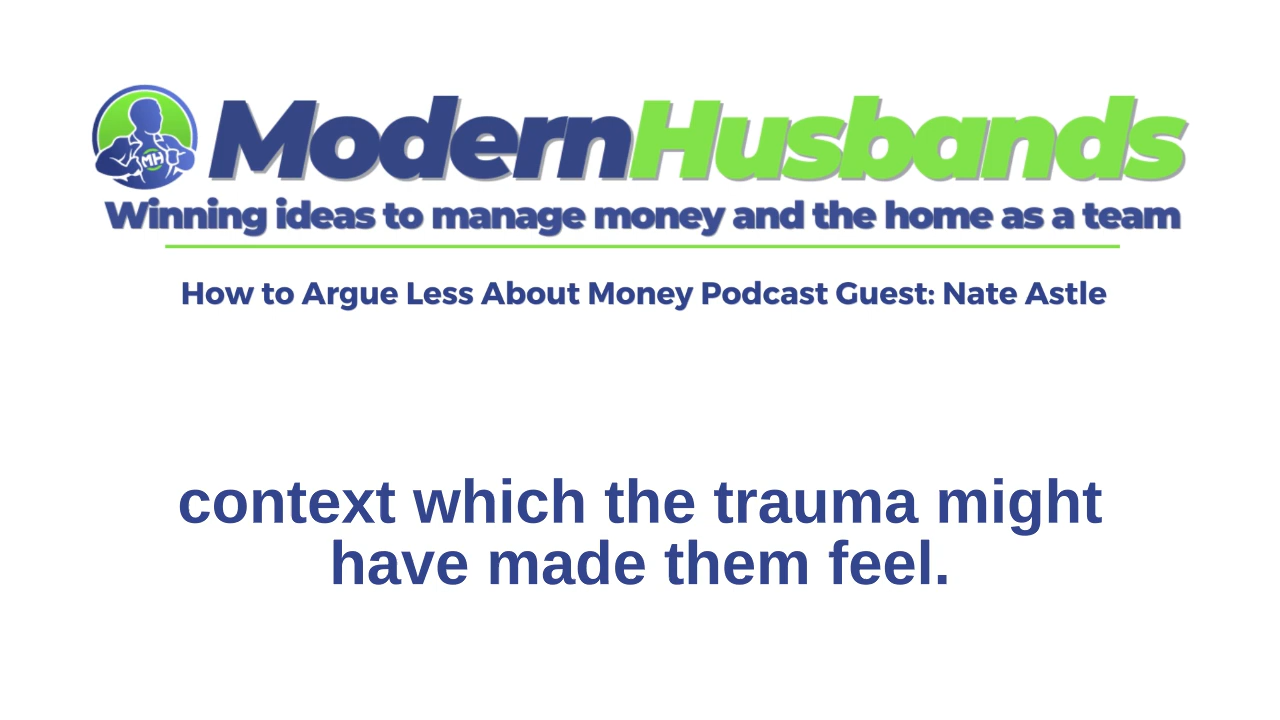 MH
ModernHusbands
Winning ideas to manage money and the home as a team
How to Argue Less About Money Podcast Guest: Nate Astle
context which the trauma might
have made them feel.